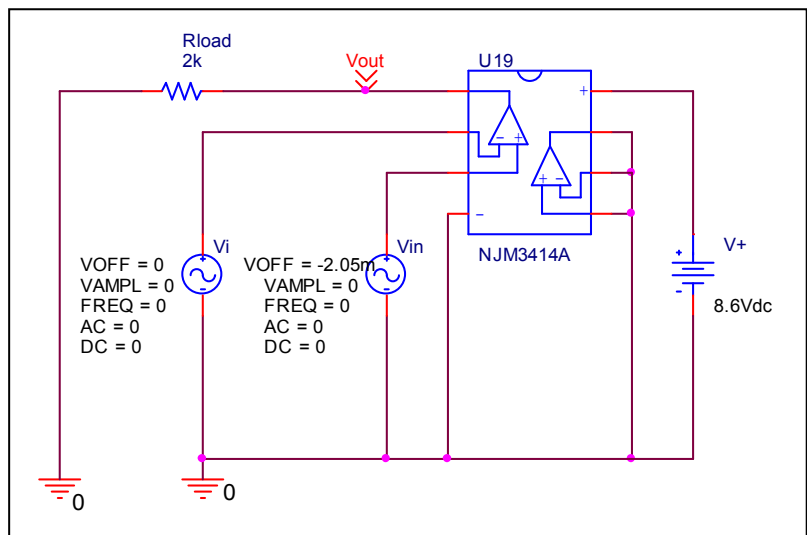 Rload
2k
Vout
U19
+
- +
+ -
-
NJM3414A
Vi
VOFF = 0
VAMPL = 0
FREQ = 0
AC = 0
DC = 0
Vin
VOFF = -2.05m
VAMPL = 0
FREQ = 0
AC = 0
DC = 0
V+
+
-
8.6Vdc
0
0